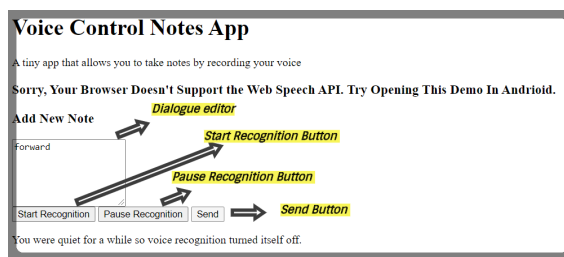 Voice Control Notes App
A tiny app that allows you to take notes by recording your voice
Sorry, Your Browser Doesn't Support the Web Speech API. Try Opening This Demo In Andrioid.
Dialogue editor
Add New Note
Start Recognition Button
forward
Pause Recognition Button
Start Recognition Pause Recognition Send
Send Button
You were quiet for a while so voice recognition turned itself off.